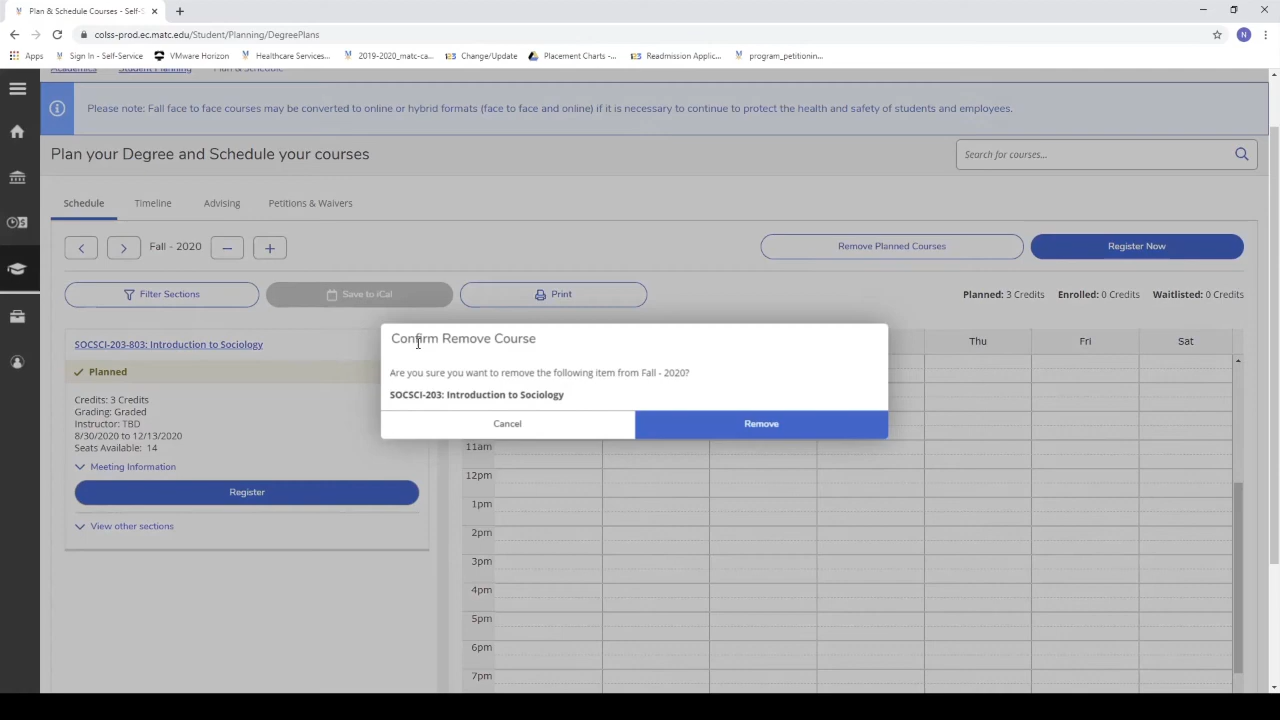 Plan & Schedule Courses - Self-S
colss-prod.ec.matc.edu/Student/Planning/DegreePlans
N
Apps
Sign In - Self-Service
VMware Horizon
Healthcare Services...
2019-2020_matc-ca...
123 Change/Update
Placement Charts -...
123 Readmission Applic...
program_petitionin...
Academics Student Planning Plan & Schedule
Please note: Fall face to face courses may be converted to online or hybrid formats (face to face and online) if it is necessary to continue to protect the health and safety of students and employees.
Plan your Degree and Schedule your courses
Search for courses...
Schedule Timeline Advising Petitions & Waivers
Fall - 2020
Remove Planned Courses
Register Now
Filter Sections
Save to iCal
Print
Planned: 3 Credits Enrolled: 0 Credits Waitlisted: 0 Credits
SOCSCI-203-803: Introduction to Sociology
Planned
Credits: 3 Credits
Grading: Graded
Instructor: TBD
8/30/2020 to 12/13/2020
Seats Available: 14
Meeting Information
Register
View other sections
Confirm Remove Course
Are you sure you want to remove the following item from Fall - 2020?
SOCSCI-203: Introduction to Sociology
Cancel
Remove
Thu Fri Sat
11am
12pm
1pm
2pm
3pm
4pm
5pm
6pm
7pm